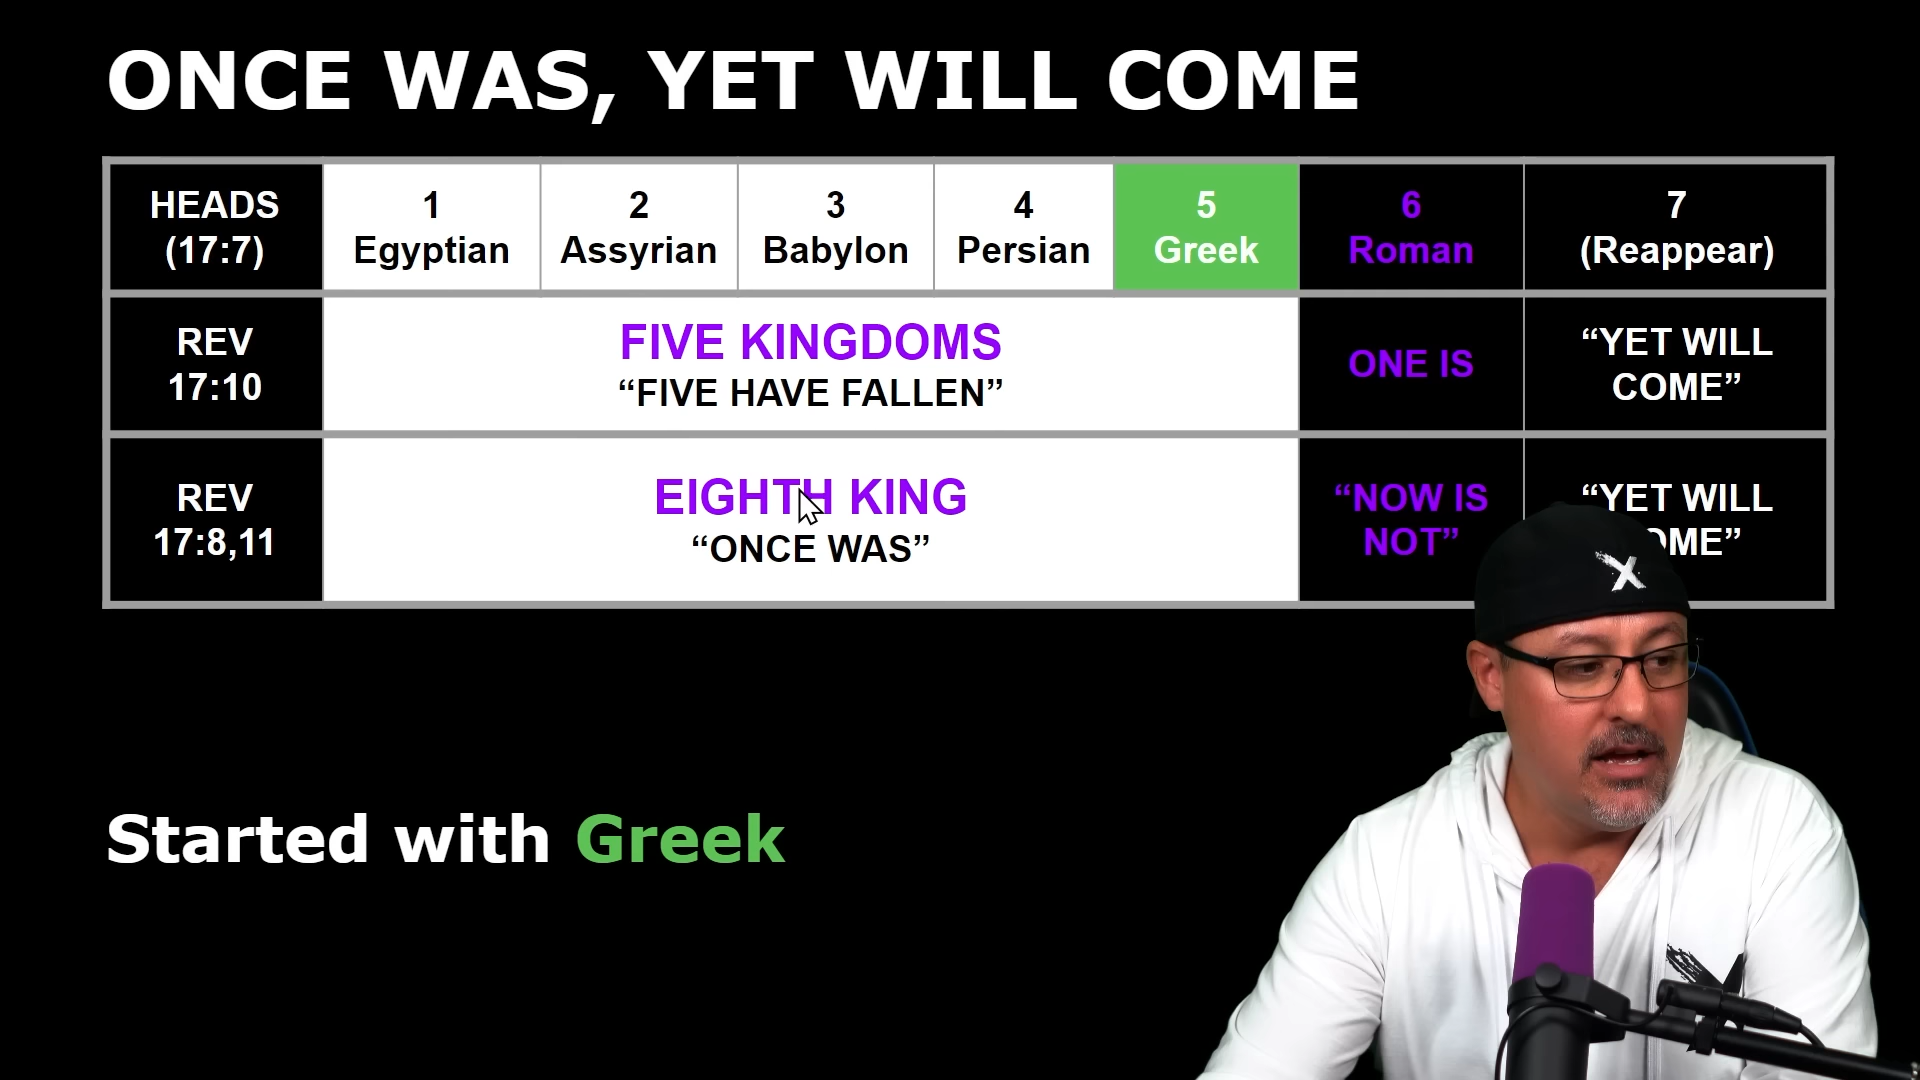 ONCE WAS, YET WILL COME
HEADS
(17:7)
1
Egyptian
2
Assyrian
3
Babylon
4
Persian
5
Greek
6
Roman
7
(Reappear)
REV
17:10
FIVE KINGDOMS
“FIVE HAVE FALLEN”
ONE IS
“YET WILL
COME”
REV
17:8,11
EIGHTH KING
“ONCE WAS”
“NOW IS
NOT”
“YET WILL
OME”
X
Started with Greek